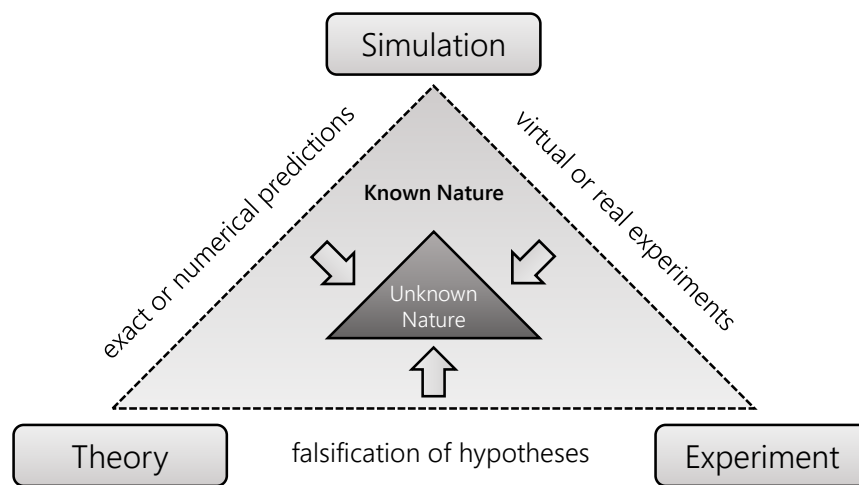 Simulation
exact or numerical predictions
virtual or real experiments
Known Nature
Unknown
Nature
Theory
falsification of hypotheses
Experiment